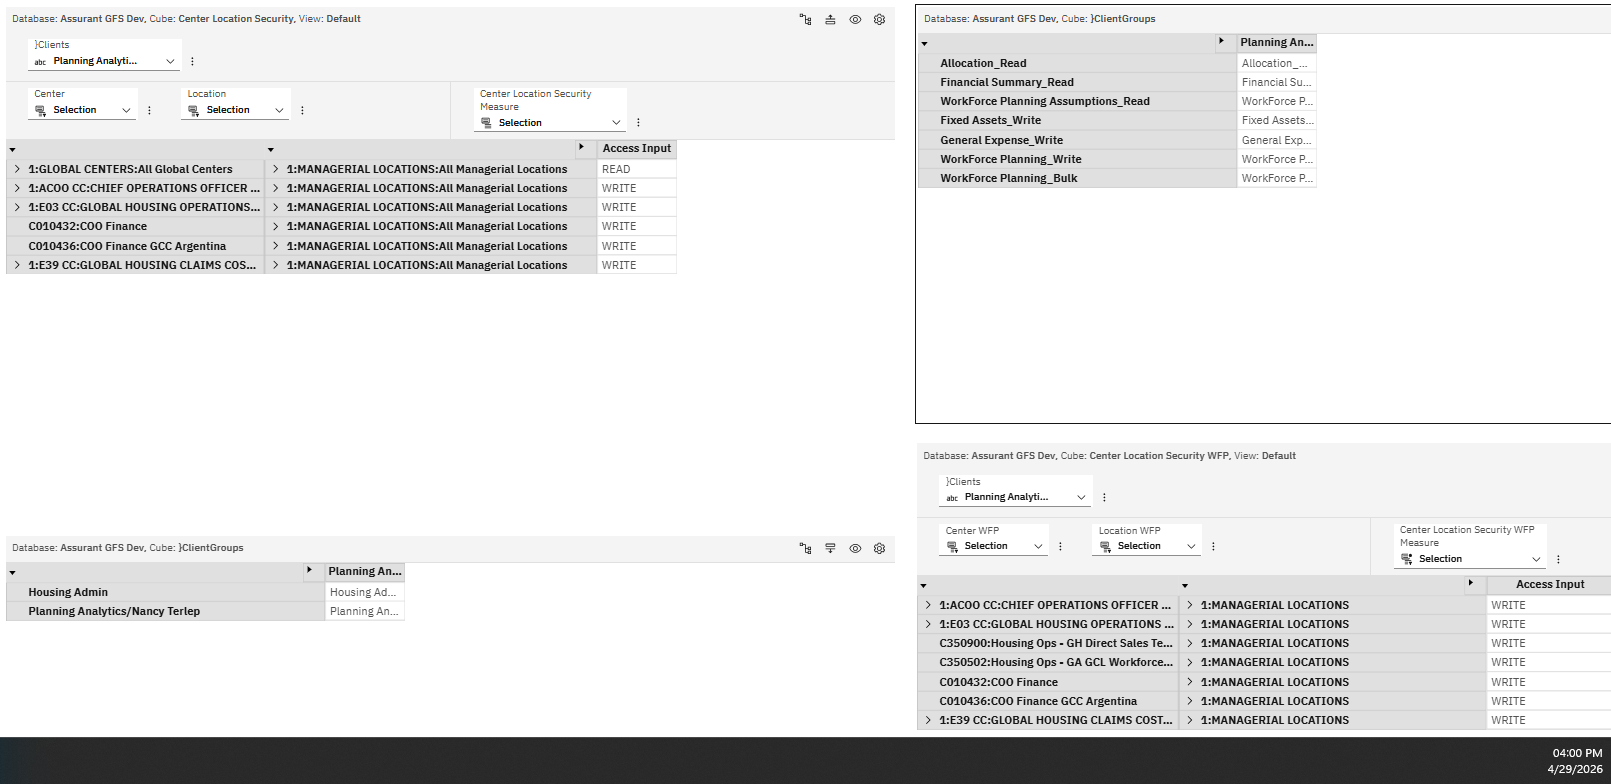 Database: Assurant GFS Dev, Cube: Center Location Security, View: Default
}Clients
abc Planning Analyti...
Center
Selection
Location
Selection
Center Location Security Measure
Selection
Access Input
1:GLOBAL CENTERS:All Global Centers 1:MANAGERIAL LOCATIONS:All Managerial Locations READ
1:AC00 CC:CHIEF OPERATIONS OFFICER ... 1:MANAGERIAL LOCATIONS:All Managerial Locations WRITE
1:E03 CC:GLOBAL HOUSING OPERATIONS... 1:MANAGERIAL LOCATIONS:All Managerial Locations WRITE
C010432:COO Finance 1:MANAGERIAL LOCATIONS:All Managerial Locations WRITE
C010436:COO Finance GCC Argentina 1:MANAGERIAL LOCATIONS:All Managerial Locations WRITE
1:E39 CC:GLOBAL HOUSING CLAIMS COS... 1:MANAGERIAL LOCATIONS:All Managerial Locations WRITE
Database: Assurant GFS Dev, Cube: }ClientGroups
Planning An...
Housing Admin Housing Ad...
Planning Analytics/Nancy Terlep Planning An...
Database: Assurant GFS Dev, Cube: }ClientGroups
Planning An...
Allocation_Read Allocation_...
Financial Summary_Read Financial Su...
WorkForce Planning Assumptions_Read WorkForce P...
Fixed Assets_Write Fixed Assets...
General Expense_Write General Exp...
WorkForce Planning_Write WorkForce P...
WorkForce Planning_Bulk WorkForce P...
Database: Assurant GFS Dev, Cube: Center Location Security WFP, View: Default
}Clients
abc Planning Analyti...
Center WFP
Selection
Location WFP
Selection
Center Location Security WFP
Measure
Selection
Access Input
1:AC00 CC:CHIEF OPERATIONS OFFICER ... 1:MANAGERIAL LOCATIONS WRITE
1:E03 CC:GLOBAL HOUSING OPERATIONS ... 1:MANAGERIAL LOCATIONS WRITE
C350900:Housing Ops - GH Direct Sales Te... 1:MANAGERIAL LOCATIONS WRITE
C350502:Housing Ops - GA GCL Workforce... 1:MANAGERIAL LOCATIONS WRITE
C010432:COO Finance 1:MANAGERIAL LOCATIONS WRITE
C010436:COO Finance GCC Argentina 1:MANAGERIAL LOCATIONS WRITE
1:E39 CC:GLOBAL HOUSING CLAIMS COST... 1:MANAGERIAL LOCATIONS WRITE
04:00 PM
4/29/2026